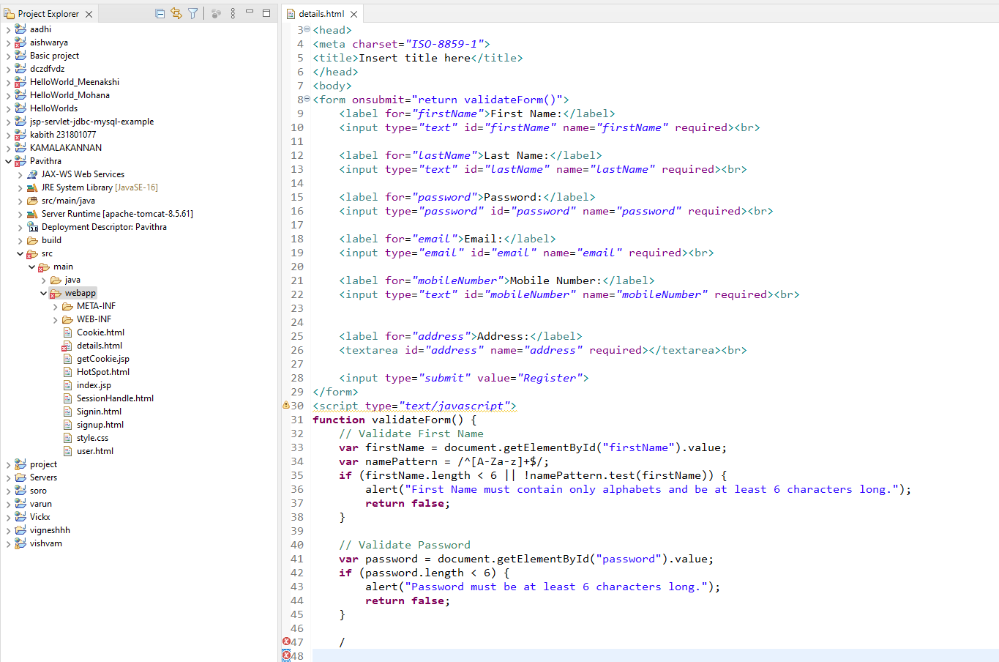 Project Explorer
aadhi
aishwarya
Basic project
dczdfvdz
HelloWorld_Meenakshi
HelloWorld_Mohana
HelloWorlds
jsp-servlet-jdbc-mysql-example
kabith 231801077
KAMALAKANNAN
Pavithra
JAX-WS Web Services
JRE System Library [JavaSE-16]
src/main/java
Server Runtime [apache-tomcat-8.5.61]
Deployment Descriptor: Pavithra
build
src
main
java
webapp
META-INF
WEB-INF
Cookie.html
details.html
getCookie.jsp
HotSpot.html
index.jsp
SessionHandle.html
Signin.html
signup.html
style.css
user.html
project
Servers
soro
varun
Vickx
vigneshhh
vishvam
details.html
3 <head>
4 <meta charset="ISO-8859-1">
5 <title>Insert title here</title>
6 </head>
7 <body>
8 <form onsubmit="return validateForm()">
9     <label for="firstName">First Name:</label>
10     <input type="text" id="firstName" name="firstName" required><br>
11
12     <label for="lastName">Last Name:</label>
13     <input type="text" id="lastName" name="lastName" required><br>
14
15     <label for="password">Password:</label>
16     <input type="password" id="password" name="password" required><br>
17
18     <label for="email">Email:</label>
19     <input type="email" id="email" name="email" required><br>
20
21     <label for="mobileNumber">Mobile Number:</label>
22     <input type="text" id="mobileNumber" name="mobileNumber" required><br>
23
24
25     <label for="address">Address:</label>
26     <textarea id="address" name="address" required></textarea><br>
27
28     <input type="submit" value="Register">
29 </form>
30 <script type="text/javascript">
31 function validateForm() {
32     // Validate First Name
33     var firstName = document.getElementById("firstName").value;
34     var namePattern = /^[A-Za-z]+$/;
35     if (firstName.length < 6 || !namePattern.test(firstName)) {
36         alert("First Name must contain only alphabets and be at least 6 characters long.");
37         return false;
38     }
39
40     // Validate Password
41     var password = document.getElementById("password").value;
42     if (password.length < 6) {
43         alert("Password must be at least 6 characters long.");
44         return false;
45     }
46
47     /
48